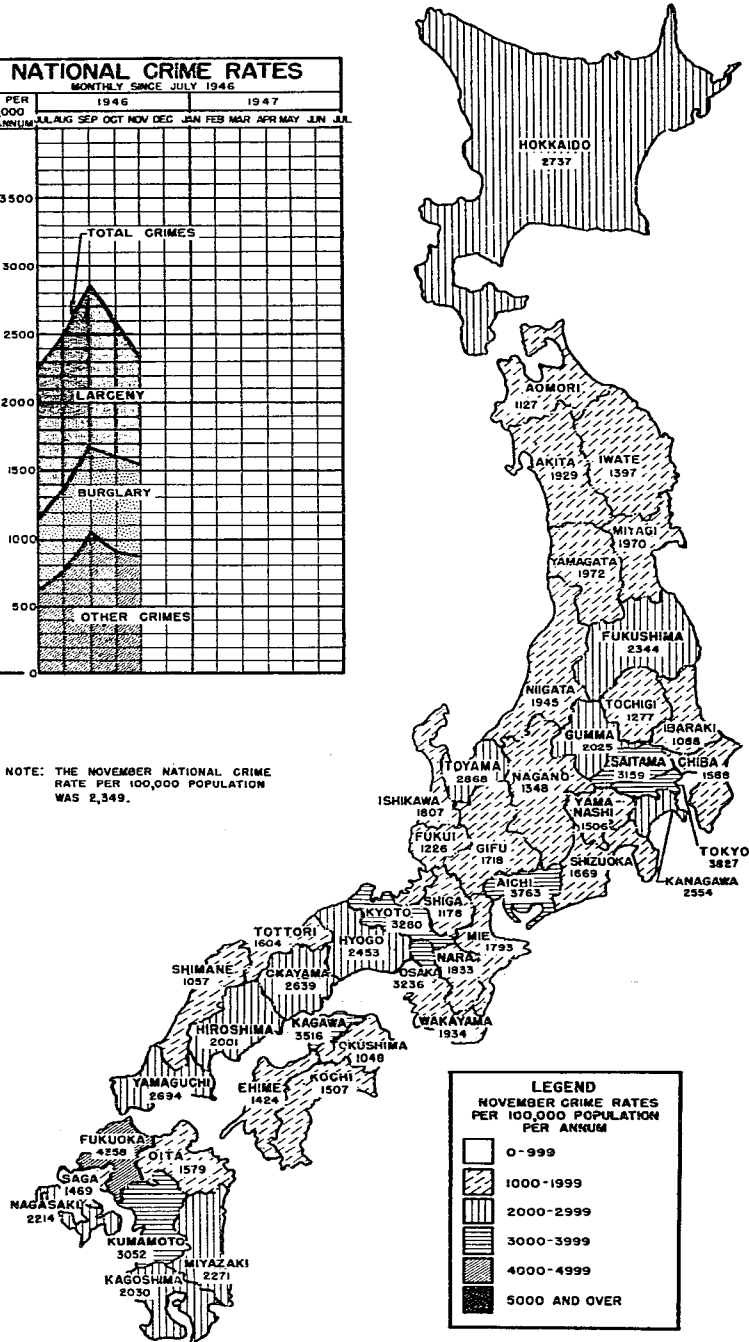 NATIONAL CRIME RATES
MONTHLY SINCE JULY 1946
PER
,000
ANNUM
1946
1947
JUL AUG SEP OCT NOV DEC JAN FEB MAR APR MAY JUN JUL
3500
3000
2500
2000
1500
1000
500
0
TOTAL CRIMES
LARCENY
BURGLARY
OTHER CRIMES
NOTE: THE NOVEMBER NATIONAL CRIME
RATE PER 100,000 POPULATION
WAS 2,349.
HOKKAIDO
2737
AOMORI
1127
AKITA
1929
IWATE
1397
MIYAGI
1970
YAMAGATA
1972
FUKUSHIMA
2344
NIIGATA
1945
TOCHIGI
1277
IBARAKI
1088
GUMMA
2025
SAITAMA
3159
CHIBA
1588
TOYAMA
2868
NAGANO
1348
ISHIKAWA
1807
YAMA
NASHI
1506
FUKUI
1226
GIFU
1718
SHIZUOKA
1669
TOKYO
3827
KANAGAWA
2554
AICHI
3763
SHIGA
1178
KYOTO
3280
MIE
1793
TOTTORI
1604
HYOGO
2453
NARA
1833
OSAKA
3236
SHIMANE
1057
OKAYAMA
2639
WAKAYAMA
1934
HIROSHIMA
2001
KAGAWA
3516
TOKUSHIMA
1048
YAMAGUCHI
2694
EHIME
1424
KOCHI
1507
FUKUOKA
4258
OITA
1579
SAGA
1469
NAGASAKI
2214
KUMAMOTO
3052
MIYAZAKI
2271
KAGOSHIMA
2030
LEGEND
NOVEMBER CRIME RATES
PER 100,000 POPULATION
PER ANNUM
0-999
1000-1999
2000-2999
3000-3999
4000-4999
5000 AND OVER